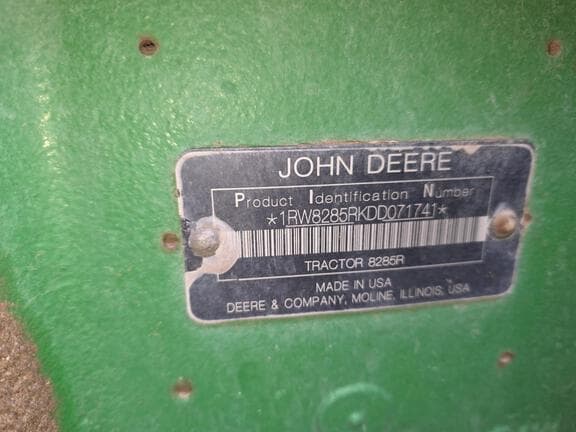 JOHN DEERE
Product Identification Number
*1RW8285RKDD071741*
TRACTOR 8285R
MADE IN USA
DEERE & COMPANY, MOLINE, ILLINOIS, USA